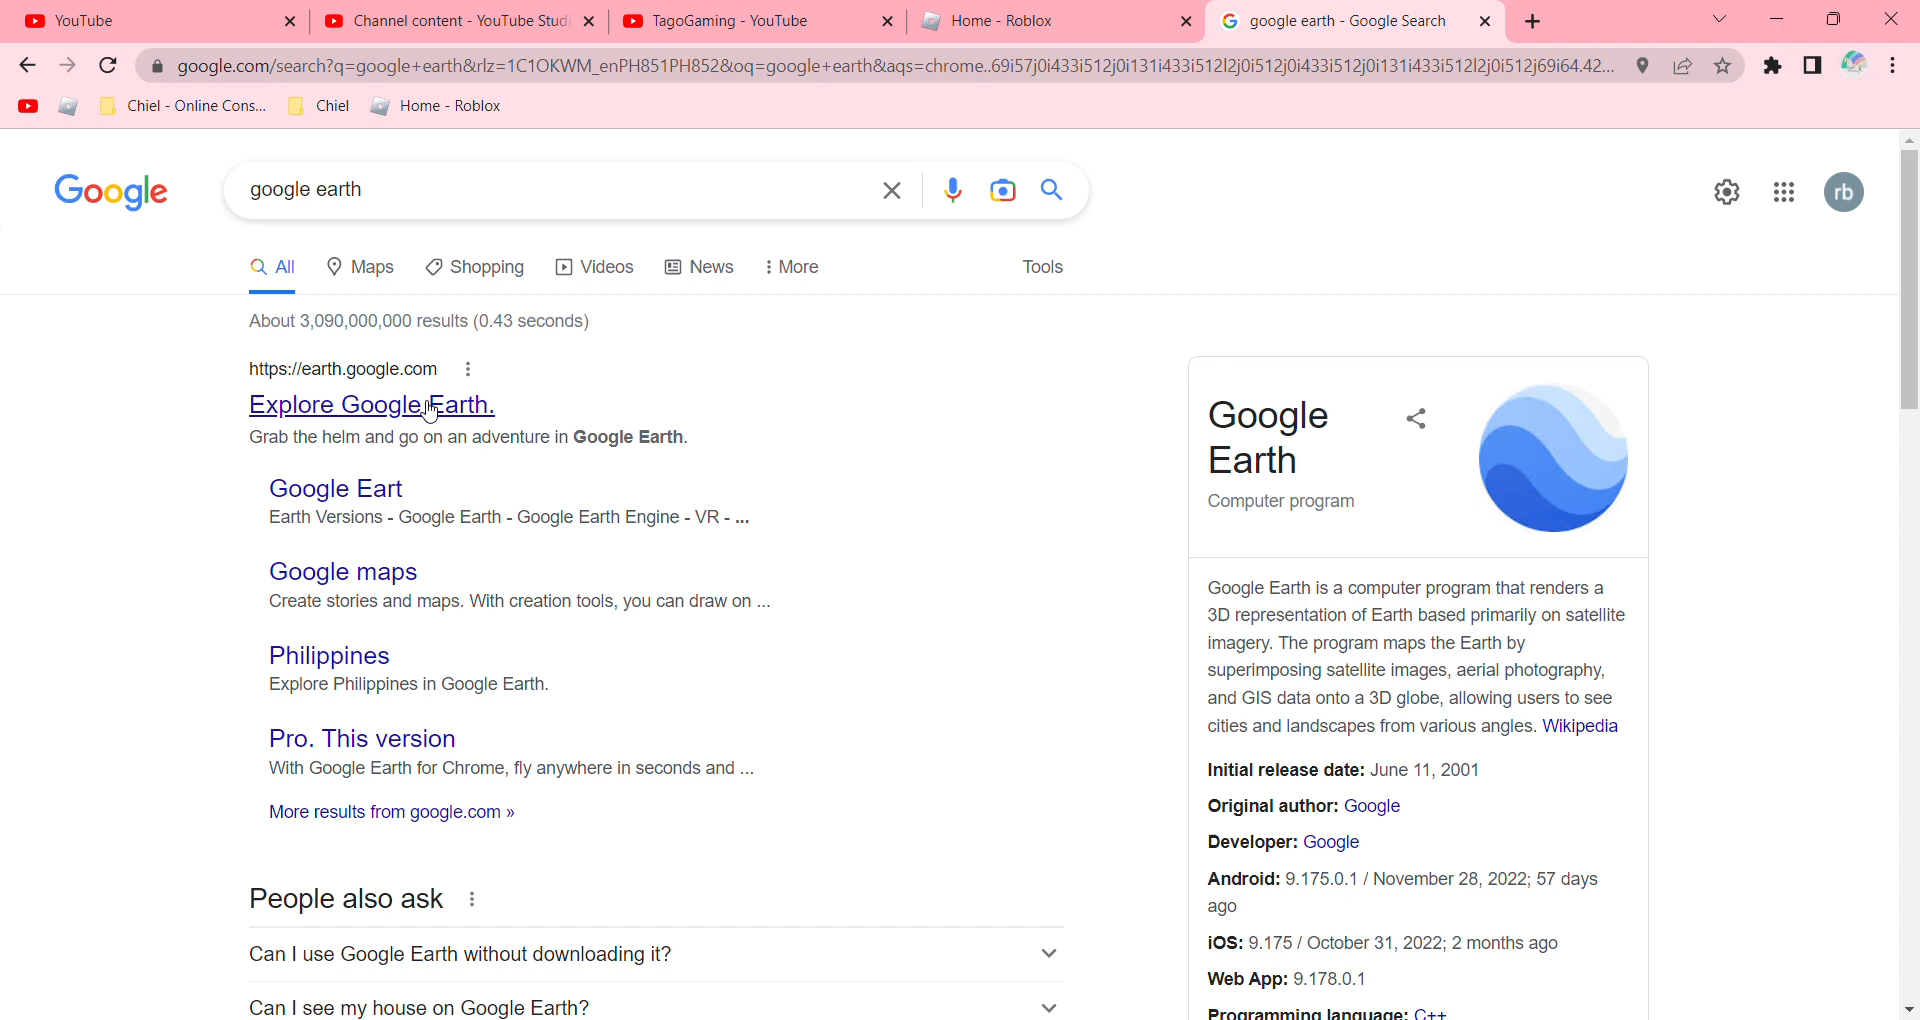 YouTube
Channel content - YouTube Studi
TagoGaming - YouTube
Home - Roblox
google earth - Google Search
google.com/search?q=google+earth&rlz=1C1OKWM_enPH851PH852&oq=google+earth&aqs=chrome..69i57j0i433i512j0i131i433i512l2j0i512j0i433i512j0i131i433i512l2j0i512j69i64.42...
Chiel - Online Cons...
Chiel
Home - Roblox
Google
google earth
rb
All
Maps
Shopping
Videos
News
More
Tools
About 3,090,000,000 results (0.43 seconds)
https://earth.google.com
Explore Google Earth.
Grab the helm and go on an adventure in Google Earth.
Google Eart
Earth Versions - Google Earth - Google Earth Engine - VR - ...
Google maps
Create stories and maps. With creation tools, you can draw on ...
Philippines
Explore Philippines in Google Earth.
Pro. This version
With Google Earth for Chrome, fly anywhere in seconds and ...
More results from google.com »
People also ask
Can I use Google Earth without downloading it?
Can I see my house on Google Earth?
Google
Earth
Computer program
Google Earth is a computer program that renders a
3D representation of Earth based primarily on satellite
imagery. The program maps the Earth by
superimposing satellite images, aerial photography,
and GIS data onto a 3D globe, allowing users to see
cities and landscapes from various angles. Wikipedia
Initial release date: June 11, 2001
Original author: Google
Developer: Google
Android: 9.175.0.1 / November 28, 2022; 57 days
ago
iOS: 9.175 / October 31, 2022; 2 months ago
Web App: 9.178.0.1
Programming language: C++